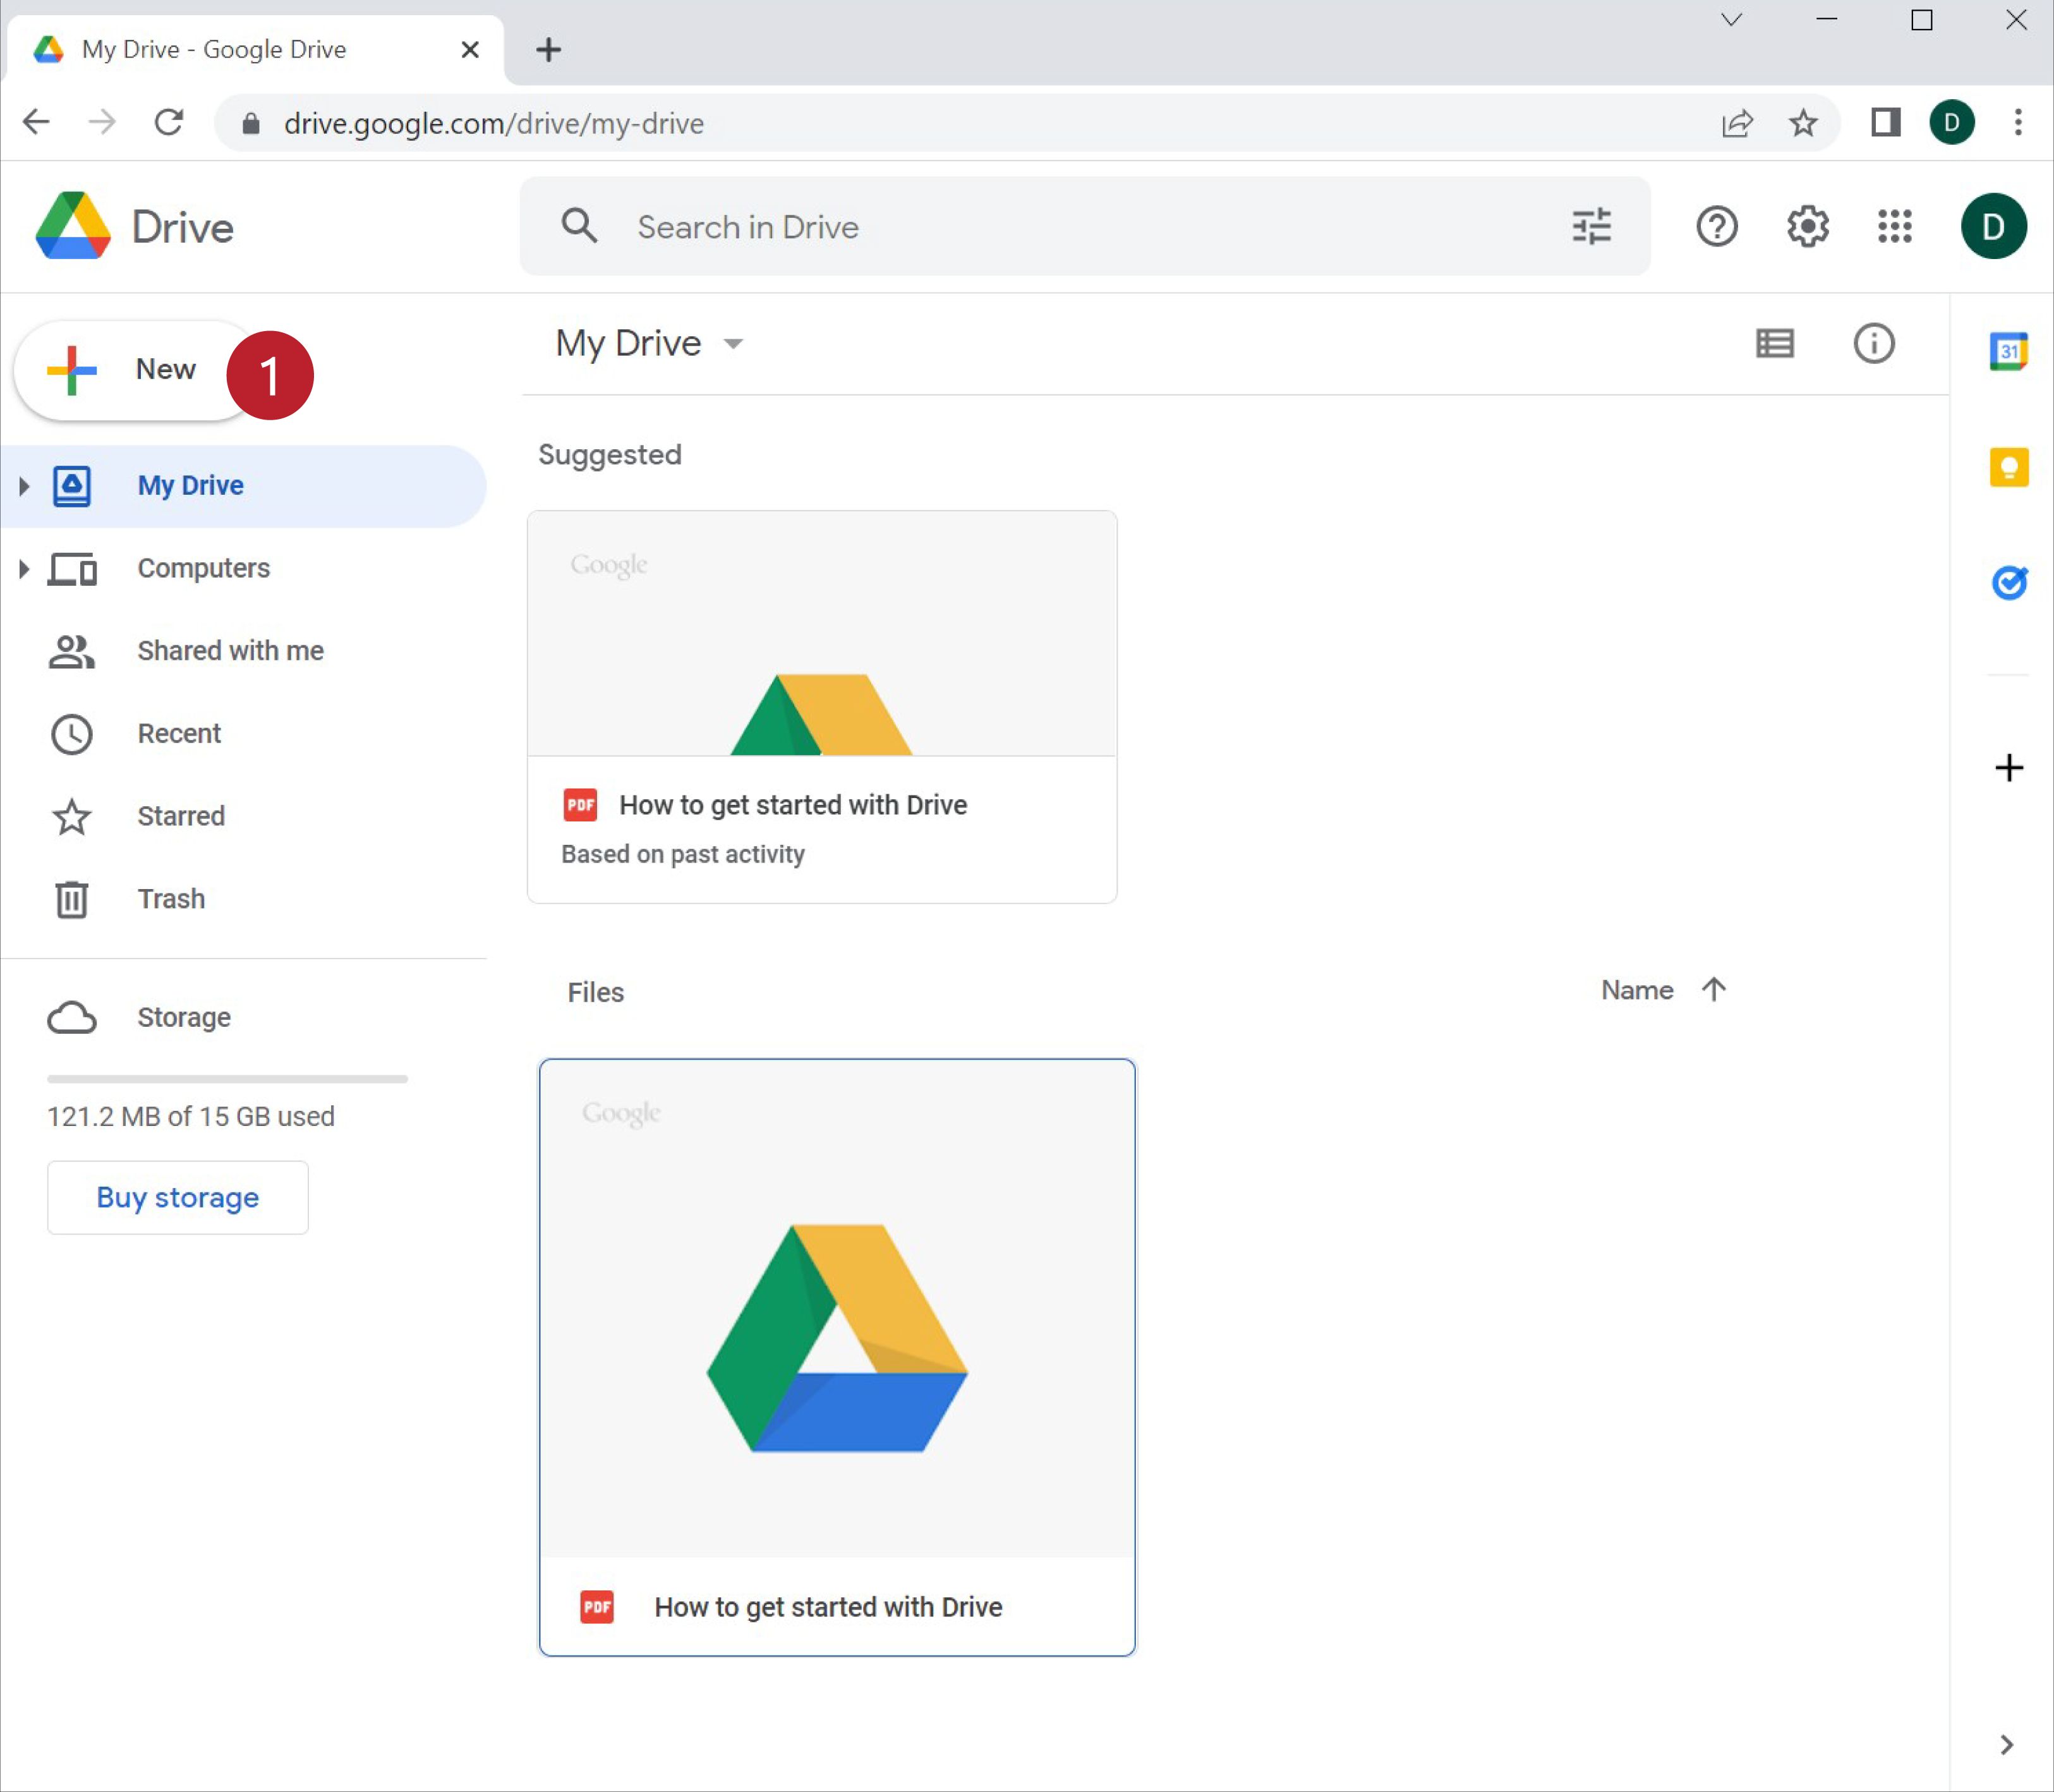 My Drive - Google Drive
drive.google.com/drive/my-drive
D
Drive
Search in Drive
D
New
1
My Drive
31
My Drive
Suggested
Computers
Google
Shared with me
Recent
PDF How to get started with Drive
Starred
Based on past activity
Trash
Files
Name
Storage
121.2 MB of 15 GB used
Google
Buy storage
PDF How to get started with Drive